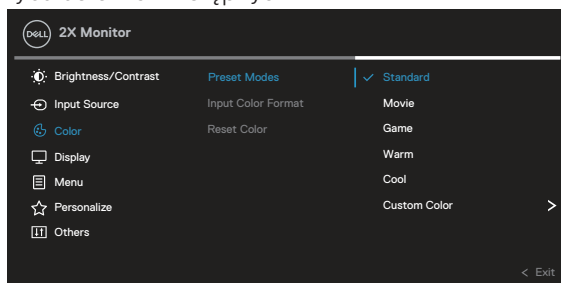 DELL
2X Monitor
Brightness/Contrast
Input Source
Color
Display
Menu
Personalize
Others
Preset Modes
Input Color Format
Reset Color
Standard
Movie
Game
Warm
Cool
Custom Color
Exit